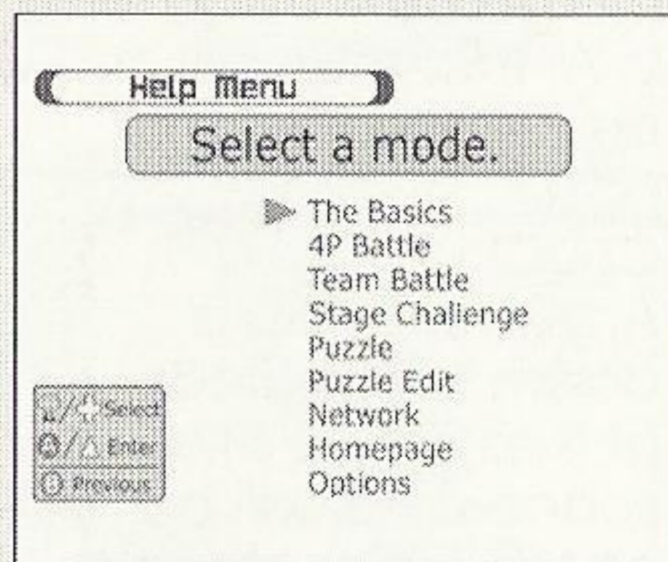 Help Menu
Select a mode.
The Basics
4P Battle
Team Battle
Stage Challenge
Puzzle
Puzzle Edit
Network
Homepage
Options
Select
A / Enter
B Previous